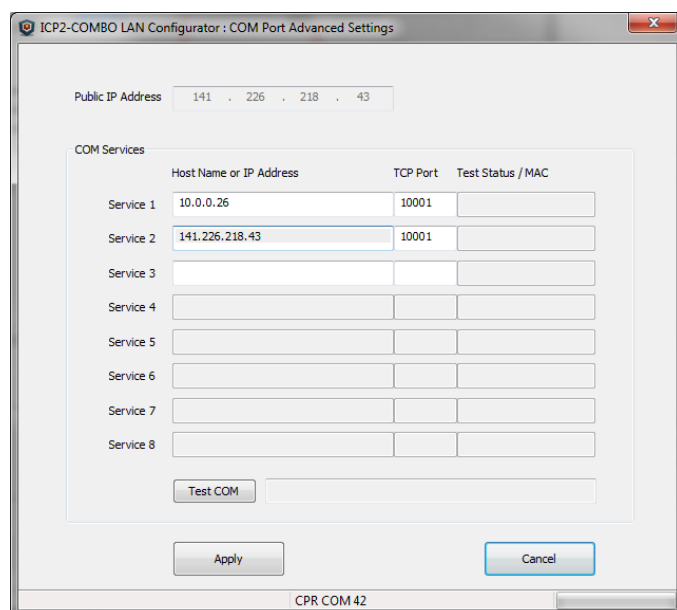 ICP2-COMBO LAN Configurator : COM Port Advanced Settings
Public IP Address 141 . 226 . 218 . 43
COM Services
Host Name or IP Address TCP Port Test Status / MAC
Service 1 10.0.0.26 10001
Service 2 141.226.218.43 10001
Service 3
Service 4
Service 5
Service 6
Service 7
Service 8
Test COM
Apply Cancel
CPR COM 42